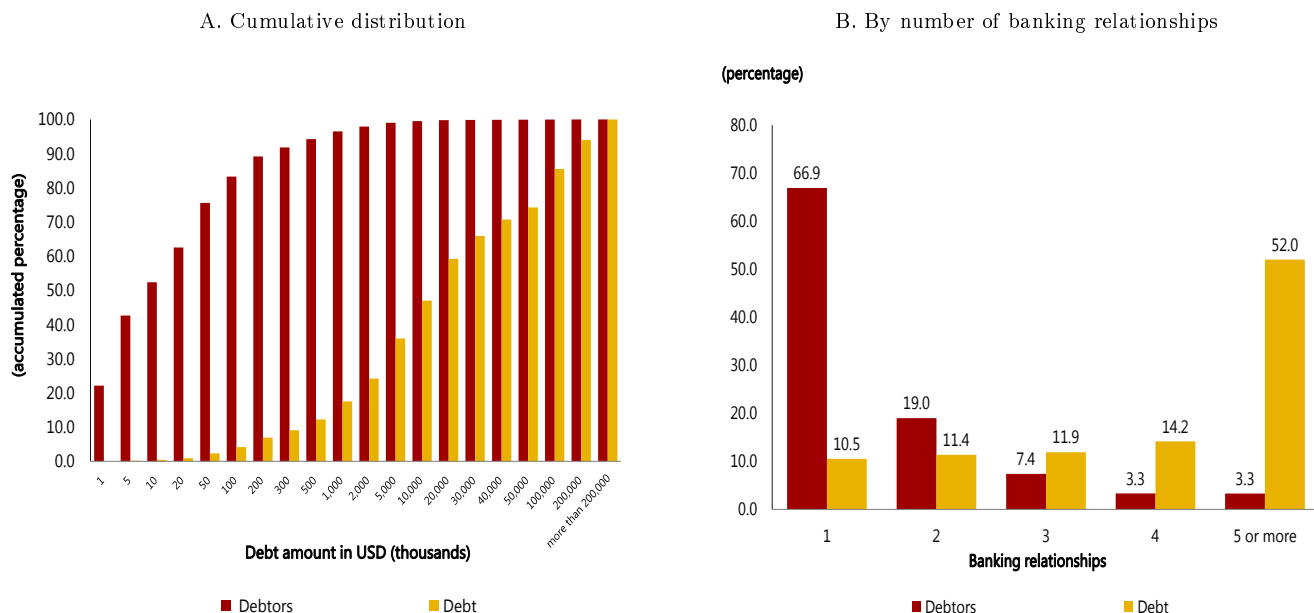 A. Cumulative distribution
(accumulated percentage)
100.0
90.0
80.0
70.0
60.0
50.0
40.0
30.0
20.0
10.0
0.0
1 5 10 20 50 100 200 300 500 1,000 2,000 5,000 10,000 20,000 30,000 40,000 50,000 100,000 200,000 more than 200,000
Debt amount in USD (thousands)
Debtors Debt
B. By number of banking relationships
(percentage)
80.0
70.0
60.0
50.0
40.0
30.0
20.0
10.0
0.0
66.9 10.5 19.0 11.4 7.4 11.9 3.3 14.2 3.3 52.0
1 2 3 4 5 or more
Banking relationships
Debtors Debt